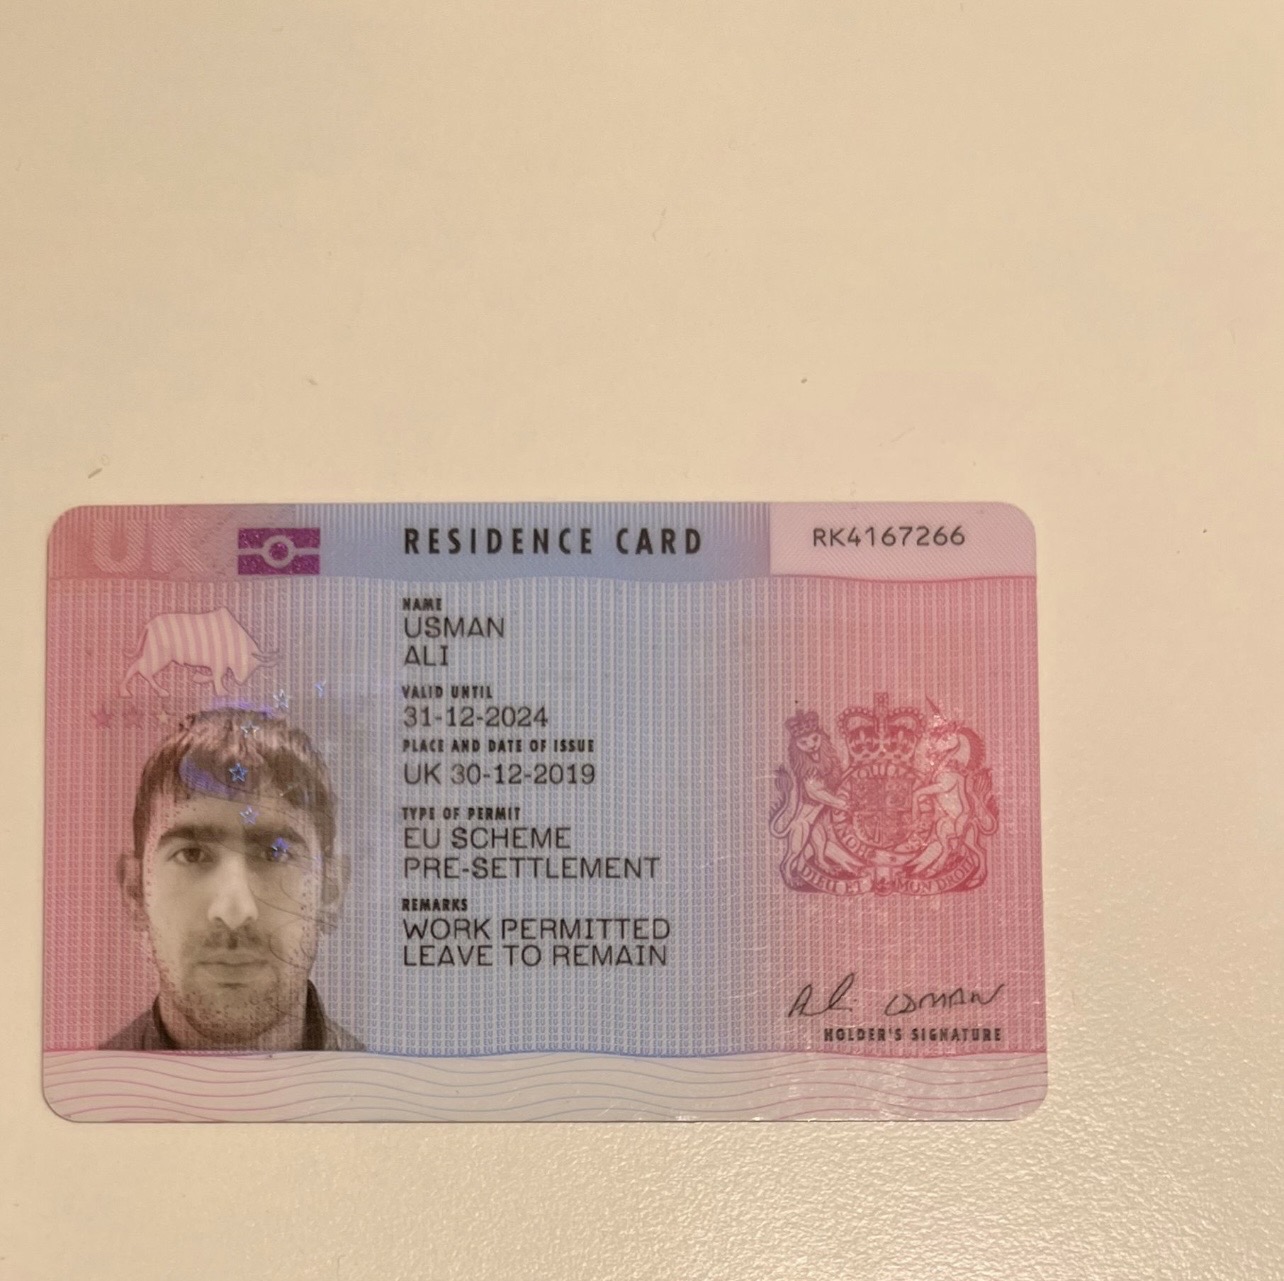 UK
RESIDENCE CARD
RK4167266
NAME
USMAN
ALI
VALID UNTIL
31-12-2024
PLACE AND DATE OF ISSUE
UK 30-12-2019
TYPE OF PERMIT
EU SCHEME
PRE-SETTLEMENT
REMARKS
WORK PERMITTED
LEAVE TO REMAIN
DIEU ET MON DROIT
Ali USMAN
HOLDER'S SIGNATURE